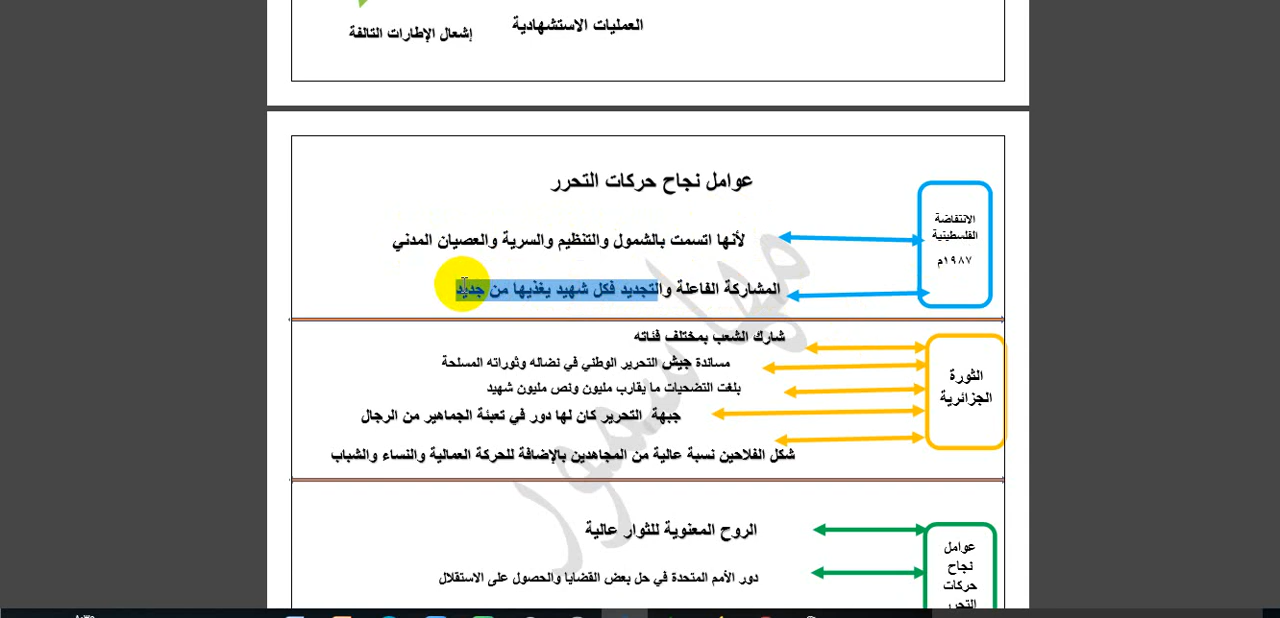 العمليات الاستشهادية
إشعال الإطارات التالفة
عوامل نجاح حركات التحرر
الانتفاضة
الفلسطينية
١٩٨٧م
لأنها اتسمت بالشمول والتنظيم والسرية والعصيان المدني
المشاركة الفاعلة والتجديد فكل شهيد يغذيها من جديد
الثورة
الجزائرية
شارك الشعب بمختلف فئاته
مساندة جيش التحرير الوطني في نضاله وثوراته المسلحة
بلغت التضحيات ما يقارب مليون ونص مليون شهيد
جبهة التحرير كان لها دور في تعبئة الجماهير من الرجال
شكل الفلاحين نسبة عالية من المجاهدين بالإضافة للحركة العمالية والنساء والشباب
عوامل
نجاح
حركات
التحرر
الروح المعنوية للثوار عالية
دور الأمم المتحدة في حل بعض القضايا والحصول على الاستقلال
مها سمور